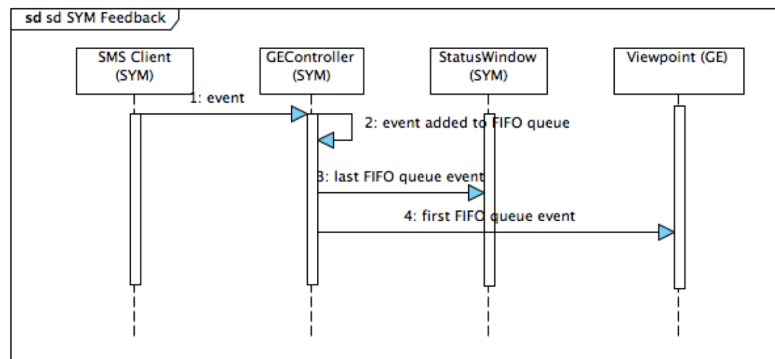 sd sd SYM Feedback
SMS Client
(SYM)
GEController
(SYM)
StatusWindow
(SYM)
Viewpoint (GE)
1: event
2: event added to FIFO queue
3: last FIFO queue event
4: first FIFO queue event